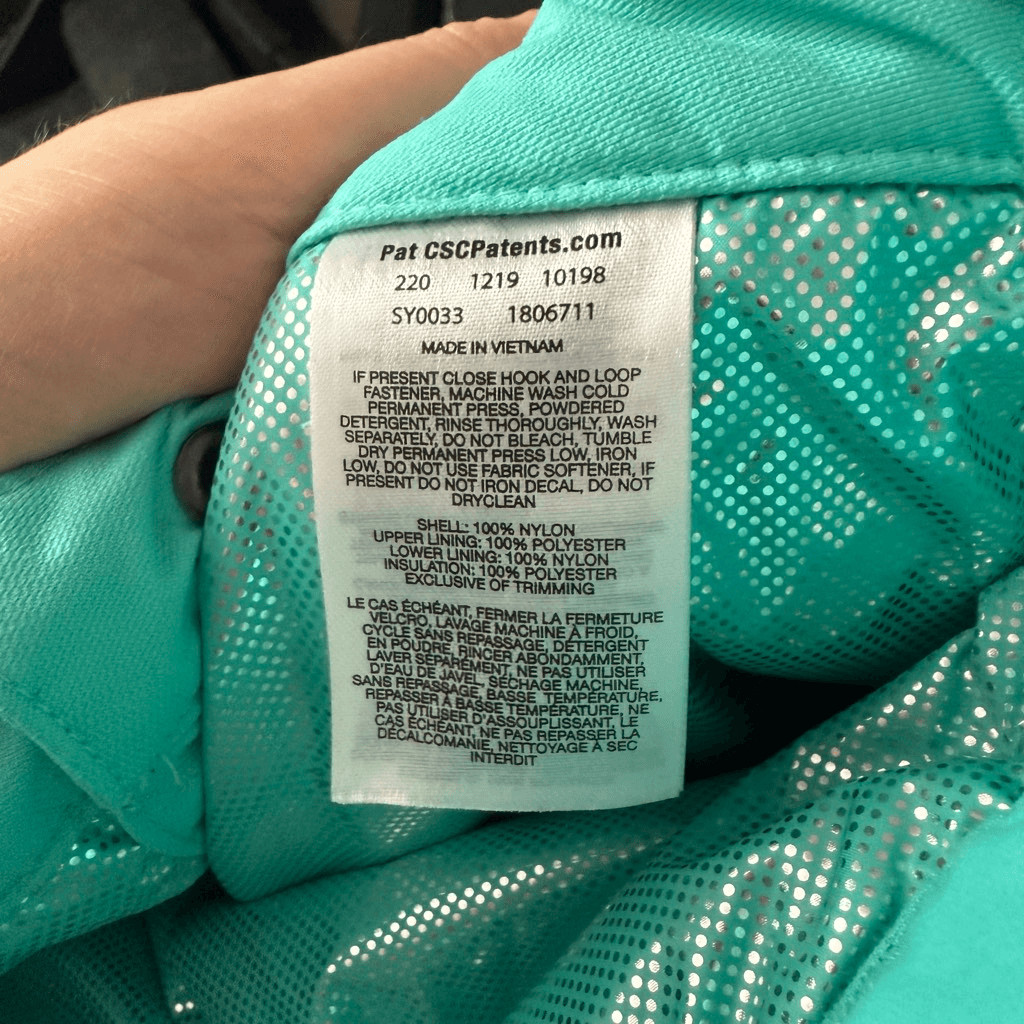 Pat CSCPatents.com
220 1219 10198
SY0033 1806711
MADE IN VIETNAM
IF PRESENT CLOSE HOOK AND LOOP
FASTENER, MACHINE WASH COLD
PERMANENT PRESS, POWDERED
DETERGENT, RINSE THOROUGHLY, WASH
SEPARATELY, DO NOT BLEACH, TUMBLE
DRY PERMANENT PRESS LOW, IRON
LOW, DO NOT USE FABRIC SOFTENER, IF
PRESENT DO NOT IRON DECAL, DO NOT
DRYCLEAN
SHELL: 100% NYLON
UPPER LINING: 100% POLYESTER
LOWER LINING: 100% NYLON
INSULATION: 100% POLYESTER
EXCLUSIVE OF TRIMMING
LE CAS ÉCHÉANT, FERMER LA FERMETURE
VELCRO, LAVAGE MACHINE À FROID,
CYCLE SANS REPASSAGE, DÉTERGENT
EN POUDRE, RINCER ABONDAMMENT,
LAVER SÉPARÉMENT, NE PAS UTILISER
D'EAU DE JAVEL, SÉCHAGE MACHINE,
SANS REPASSAGE, BASSE TEMPÉRATURE,
REPASSER À BASSE TEMPÉRATURE, NE
PAS UTILISER D'ASSOUPLISSANT, LE
CAS ÉCHÉANT, NE PAS REPASSER LA
DÉCALCOMANIE, NETTOYAGE À SEC
INTERDIT